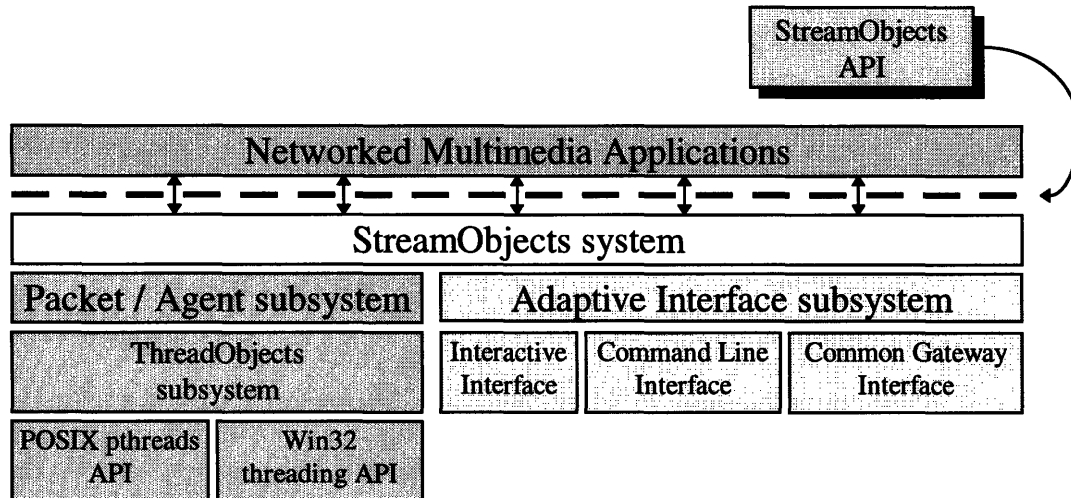 StreamObjects
API
Networked Multimedia Applications
StreamObjects system
Packet / Agent subsystem
Adaptive Interface subsystem
ThreadObjects
subsystem
Interactive
Interface
Command Line
Interface
Common Gateway
Interface
POSIX pthreads
API
Win32
threading API